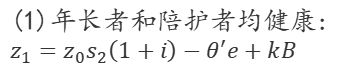 (1) 年长者和陪护者均健康：
z₁ = z₀s₂(1 + i) − θ′e + kB